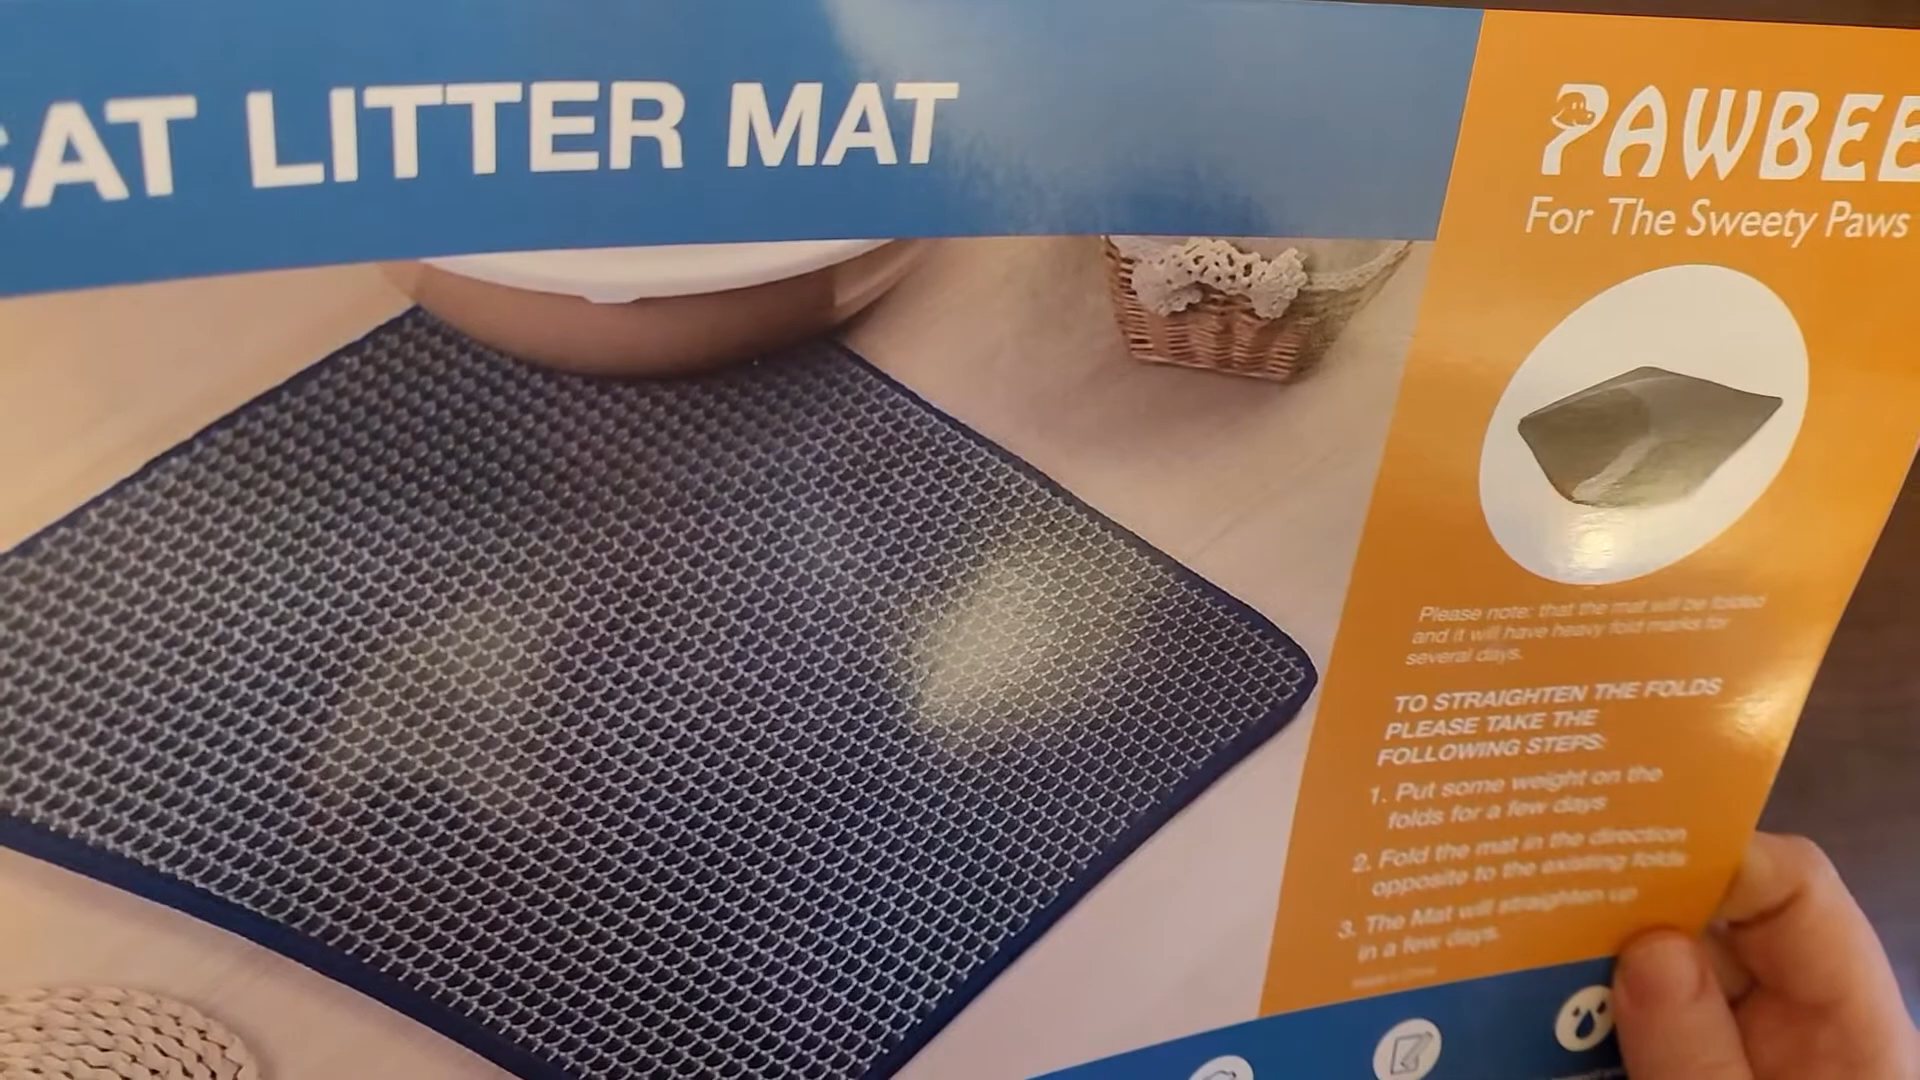 CAT LITTER MAT
PAWBEE
For The Sweety Paws
Please note: that the mat will be folded
and it will have heavy fold marks for
several days.
TO STRAIGHTEN THE FOLDS
PLEASE TAKE THE
FOLLOWING STEPS:
1. Put some weight on the
folds for a few days
2. Fold the mat in the direction
opposite to the existing folds
3. The Mat will straighten up
in a few days.
Made in China